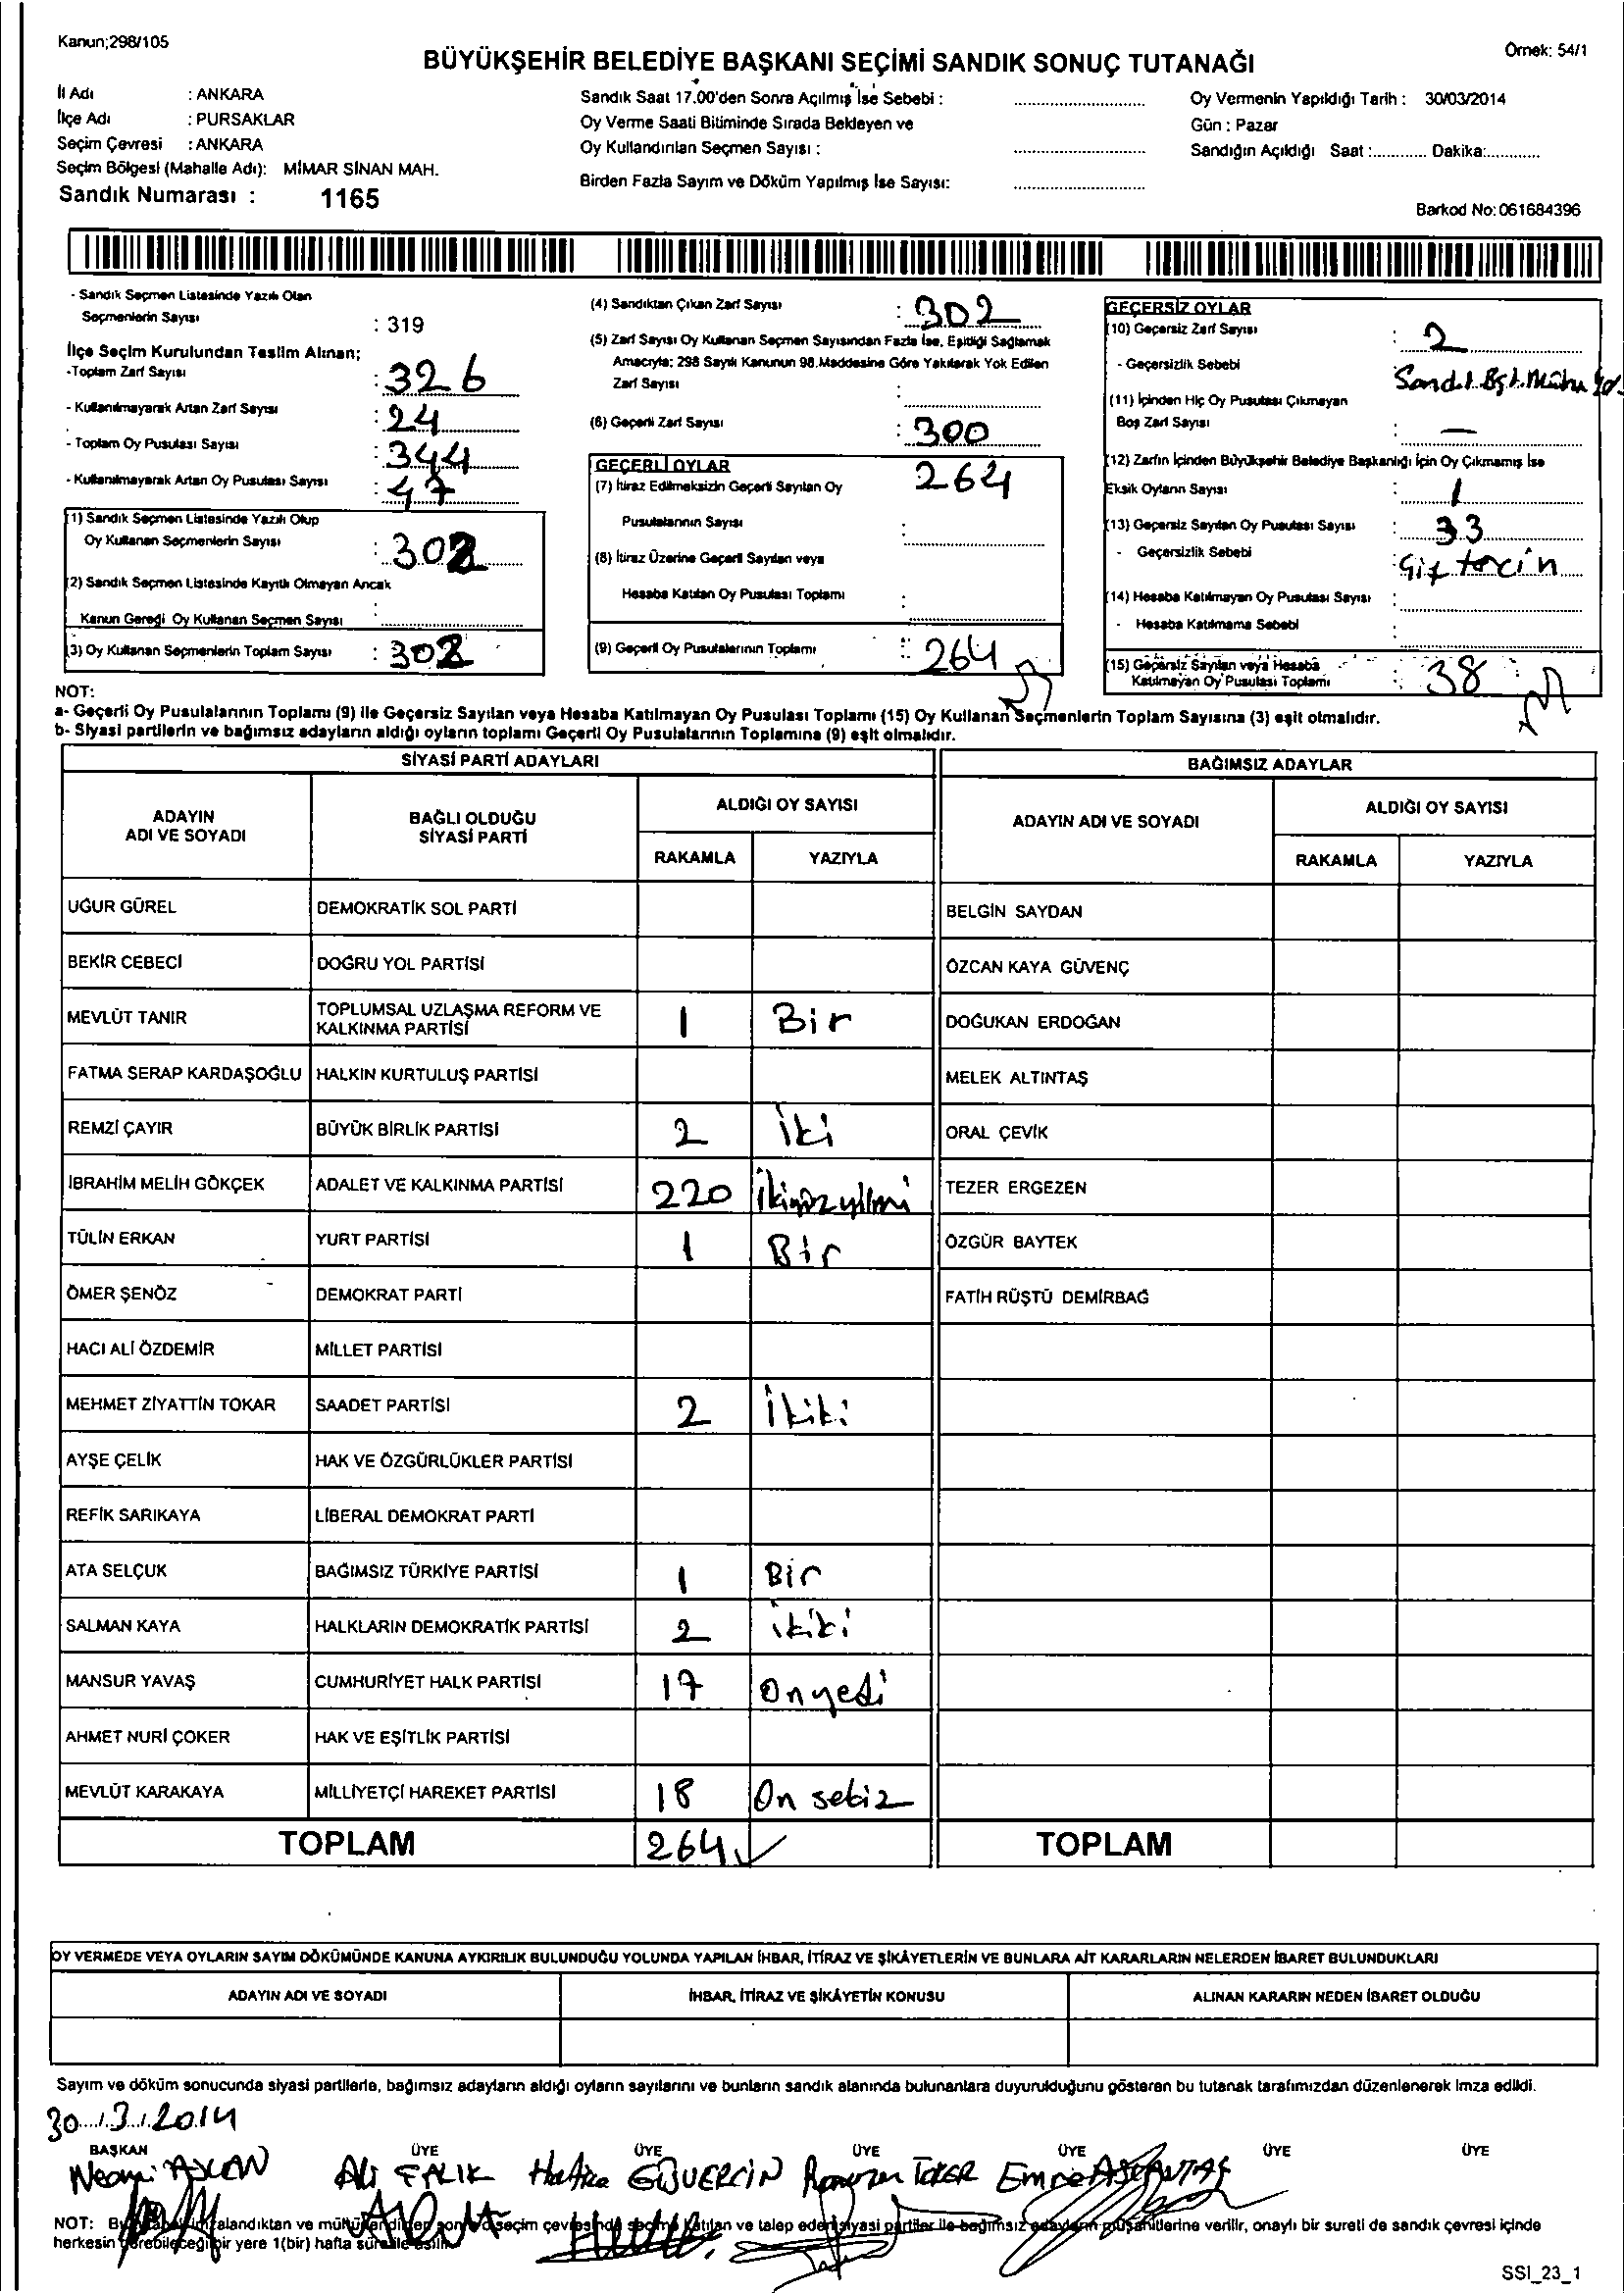 Kanun;298/105
Örnek: 54/1
BÜYÜKŞEHİR BELEDİYE BAŞKANI SEÇİMİ SANDIK SONUÇ TUTANAĞI
İl Adı : ANKARA
İlçe Adı : PURSAKLAR
Seçim Çevresi : ANKARA
Seçim Bölgesi (Mahalle Adı): MİMAR SİNAN MAH.
Sandık Numarası : 1165
Sandık Saat 17.00'den Sonra Açılmış İse Sebebi :
Oy Verme Saati Bitiminde Sırada Bekleyen ve
Oy Kullandırılan Seçmen Sayısı :
Birden Fazla Sayım ve Döküm Yapılmış İse Sayısı:
Oy Vermenin Yapıldığı Tarih : 30/03/2014
Gün : Pazar
Sandığın Açıldığı Saat :............ Dakika:............
Barkod No: 061684396
- Sandık Seçmen Listesinde Yazılı Olan
Seçmenlerin Sayısı : 319
İlçe Seçim Kurulundan Teslim Alınan;
-Toplam Zarf Sayısı : 326
- Kullanılmayarak Artan Zarf Sayısı : 24
- Toplam Oy Pusulası Sayısı : 344
- Kullanılmayarak Artan Oy Pusulası Sayısı : 47
(1) Sandık Seçmen Listesinde Yazılı Olup
Oy Kullanan Seçmenlerin Sayısı : 302
(2) Sandık Seçmen Listesinde Kayıtlı Olmayan Ancak
Kanun Gereği Oy Kullanan Seçmen Sayısı :
(3) Oy Kullanan Seçmenlerin Toplam Sayısı : 302
(4) Sandıktan Çıkan Zarf Sayısı : 302
(5) Zarf Sayısı Oy Kullanan Seçmen Sayısından Fazla İse, Eşitliği Sağlamak
Amacıyla; 298 Sayılı Kanunun 98.Maddesine Göre Yakılarak Yok Edilen
Zarf Sayısı :
(6) Geçerli Zarf Sayısı : 300
GEÇERLİ OYLAR
(7) İtiraz Edilmeksizin Geçerli Sayılan Oy 264
Pusulalarının Sayısı :
(8) İtiraz Üzerine Geçerli Sayılan veya
Hesaba Katılan Oy Pusulası Toplamı :
(9) Geçerli Oy Pusulalarının Toplamı : 264
GEÇERSİZ OYLAR
(10) Geçersiz Zarf Sayısı : 2
- Geçersizlik Sebebi
(11) İçinden Hiç Oy Pusulası Çıkmayan
Boş Zarf Sayısı : —
(12) Zarfın İçinden Büyükşehir Belediye Başkanlığı İçin Oy Çıkmamış İse
Eksik Oyların Sayısı : 1
(13) Geçersiz Sayılan Oy Pusulası Sayısı : 33
- Geçersizlik Sebebi : Çift tercin
(14) Hesaba Katılmayan Oy Pusulası Sayısı :
- Hesaba Katılmama Sebebi :
(15) Geçersiz Sayılan veya Hesaba
Katılmayan Oy Pusulası Toplamı : 38
NOT:
a- Geçerli Oy Pusulalarının Toplamı (9) ile Geçersiz Sayılan veya Hesaba Katılmayan Oy Pusulası Toplamı (15) Oy Kullanan Seçmenlerin Toplam Sayısına (3) eşit olmalıdır.
b- Siyasi partilerin ve bağımsız adayların aldığı oyların toplamı Geçerli Oy Pusulalarının Toplamına (9) eşit olmalıdır.
SİYASİ PARTİ ADAYLARI
ADAYIN ADI VE SOYADI
BAĞLI OLDUĞU SİYASİ PARTİ
ALDIĞI OY SAYISI
RAKAMLA YAZIYLA
UĞUR GÜREL DEMOKRATİK SOL PARTİ
BEKİR CEBECİ DOĞRU YOL PARTİSİ
MEVLÜT TANIR TOPLUMSAL UZLAŞMA REFORM VE KALKINMA PARTİSİ 1 Bir
FATMA SERAP KARDAŞOĞLU HALKIN KURTULUŞ PARTİSİ
REMZİ ÇAYIR BÜYÜK BİRLİK PARTİSİ 2 İki
İBRAHİM MELİH GÖKÇEK ADALET VE KALKINMA PARTİSİ 220
TÜLİN ERKAN YURT PARTİSİ 1 Bir
ÖMER ŞENÖZ DEMOKRAT PARTİ
HACI ALİ ÖZDEMİR MİLLET PARTİSİ
MEHMET ZİYATTİN TOKAR SAADET PARTİSİ 2 İkiki
AYŞE ÇELİK HAK VE ÖZGÜRLÜKLER PARTİSİ
REFİK SARIKAYA LİBERAL DEMOKRAT PARTİ
ATA SELÇUK BAĞIMSIZ TÜRKİYE PARTİSİ 1 Bir
SALMAN KAYA HALKLARIN DEMOKRATİK PARTİSİ 2 ikiki
MANSUR YAVAŞ CUMHURİYET HALK PARTİSİ 17 Onyedi
AHMET NURİ ÇOKER HAK VE EŞİTLİK PARTİSİ
MEVLÜT KARAKAYA MİLLİYETÇİ HAREKET PARTİSİ 18 On sekiz
TOPLAM 264
BAĞIMSIZ ADAYLAR
ADAYIN ADI VE SOYADI
ALDIĞI OY SAYISI
RAKAMLA YAZIYLA
BELGİN SAYDAN
ÖZCAN KAYA GÜVENÇ
DOĞUKAN ERDOĞAN
MELEK ALTINTAŞ
ORAL ÇEVİK
TEZER ERGEZEN
ÖZGÜR BAYTEK
FATİH RÜŞTÜ DEMİRBAĞ
TOPLAM
OY VERMEDE VEYA OYLARIN SAYIM DÖKÜMÜNDE KANUNA AYKIRILIK BULUNDUĞU YOLUNDA YAPILAN İHBAR, İTİRAZ VE ŞİKÂYETLERİN VE BUNLARA AİT KARARLARIN NELERDEN İBARET BULUNDUKLARI
ADAYIN ADI VE SOYADI
İHBAR, İTİRAZ VE ŞİKÂYETİN KONUSU
ALINAN KARARIN NEDEN İBARET OLDUĞU
Sayım ve döküm sonucunda siyasi partilerle, bağımsız adayların aldığı oyların sayılarını ve bunların sandık alanında bulunanlara duyurulduğunu gösteren bu tutanak tarafımızdan düzenlenerek imza edildi.
30../.3../.2014
BAŞKAN ÜYE ÜYE ÜYE ÜYE ÜYE ÜYE
Ali FALIK Hatice GÜVERCİN
NOT: alandıktan ve seçim ve talep eden siyasi partiler ile bağımsız adayların müşahitlerine verilir, onaylı bir sureti de sandık çevresi içinde
herkesin görebileceği bir yere 1(bir) hafta süre ile asılır.
SSI_23_1